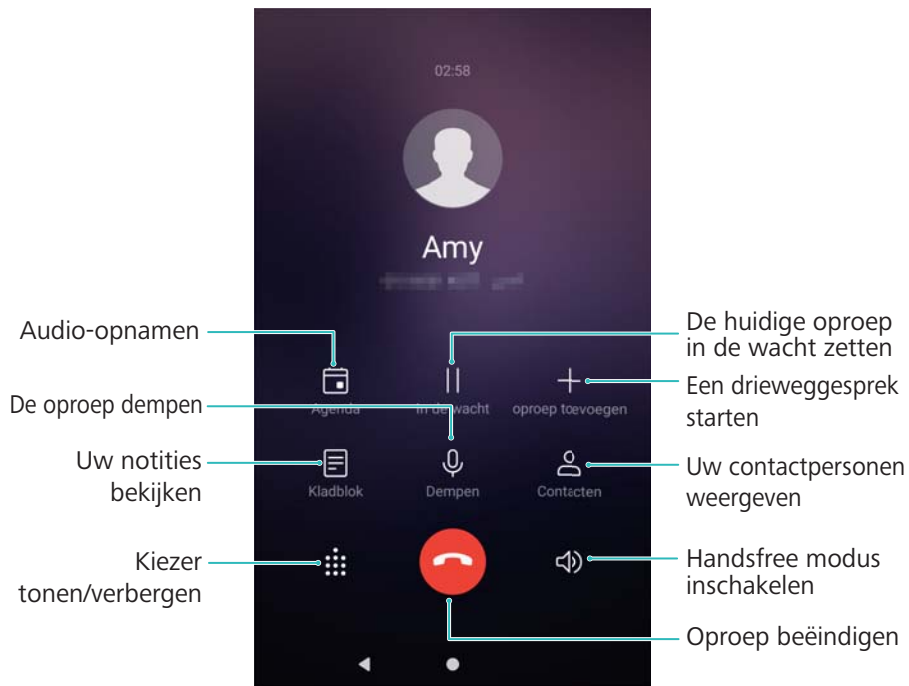 02:58
Amy
Audio-opnamen
De huidige oproep
in de wacht zetten
Agenda
In de wacht
oproep toevoegen
Een drieweggesprek
starten
De oproep dempen
Uw notities
bekijken
Kladblok
Dempen
Contacten
Uw contactpersonen
weergeven
Kiezer
tonen/verbergen
Handsfree modus
inschakelen
Oproep beëindigen